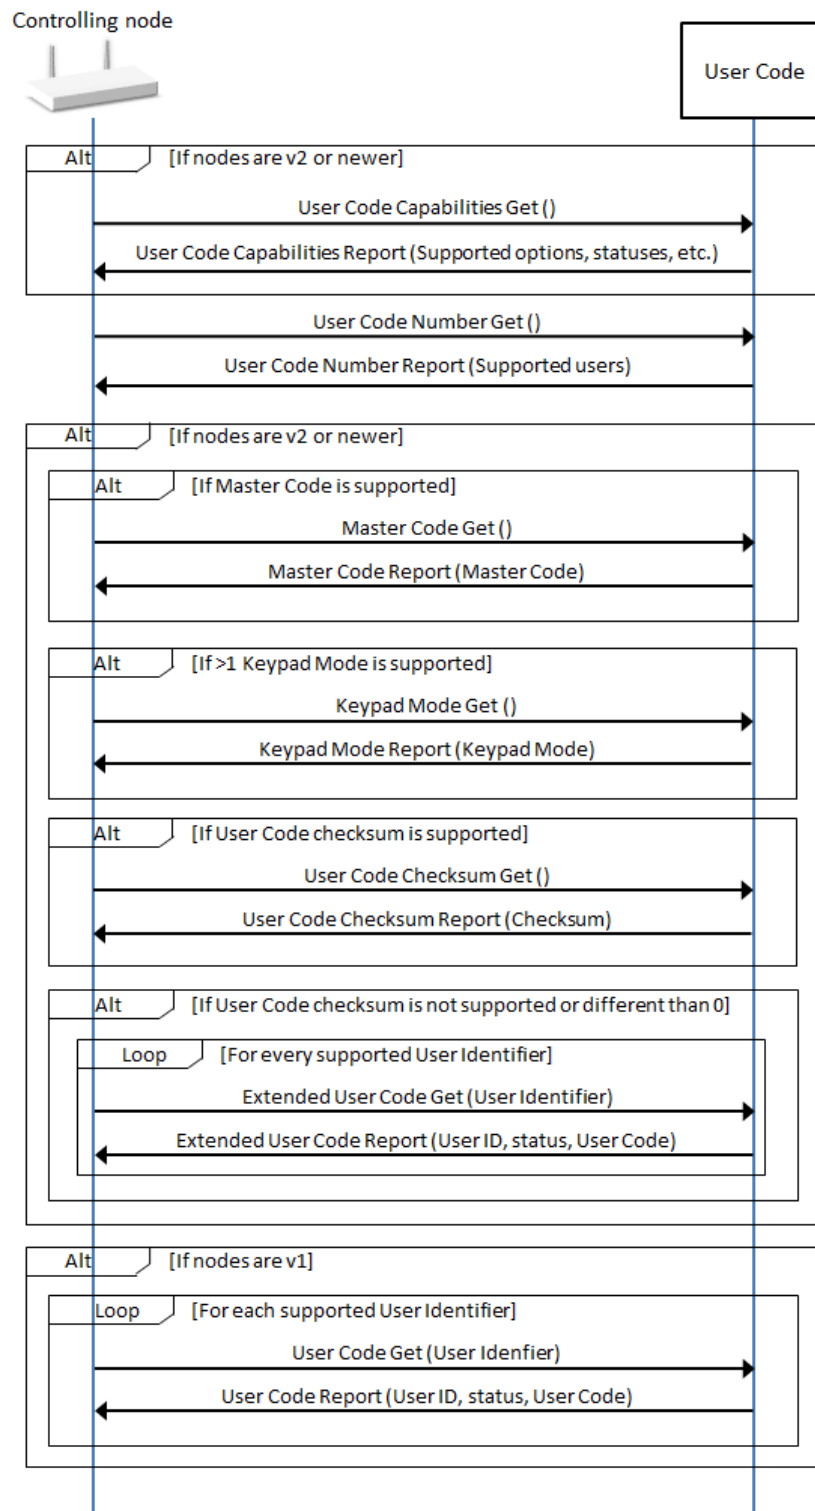 Controlling node
User Code
Alt [If nodes are v2 or newer]
User Code Capabilities Get ()
User Code Capabilities Report (Supported options, statuses, etc.)
User Code Number Get ()
User Code Number Report (Supported users)
Alt [If nodes are v2 or newer]
Alt [If Master Code is supported]
Master Code Get ()
Master Code Report (Master Code)
Alt [If >1 Keypad Mode is supported]
Keypad Mode Get ()
Keypad Mode Report (Keypad Mode)
Alt [If User Code checksum is supported]
User Code Checksum Get ()
User Code Checksum Report (Checksum)
Alt [If User Code checksum is not supported or different than 0]
Loop [For every supported User Identifier]
Extended User Code Get (User Identifier)
Extended User Code Report (User ID, status, User Code)
Alt [If nodes are v1]
Loop [For each supported User Identifier]
User Code Get (User Idenfier)
User Code Report (User ID, status, User Code)